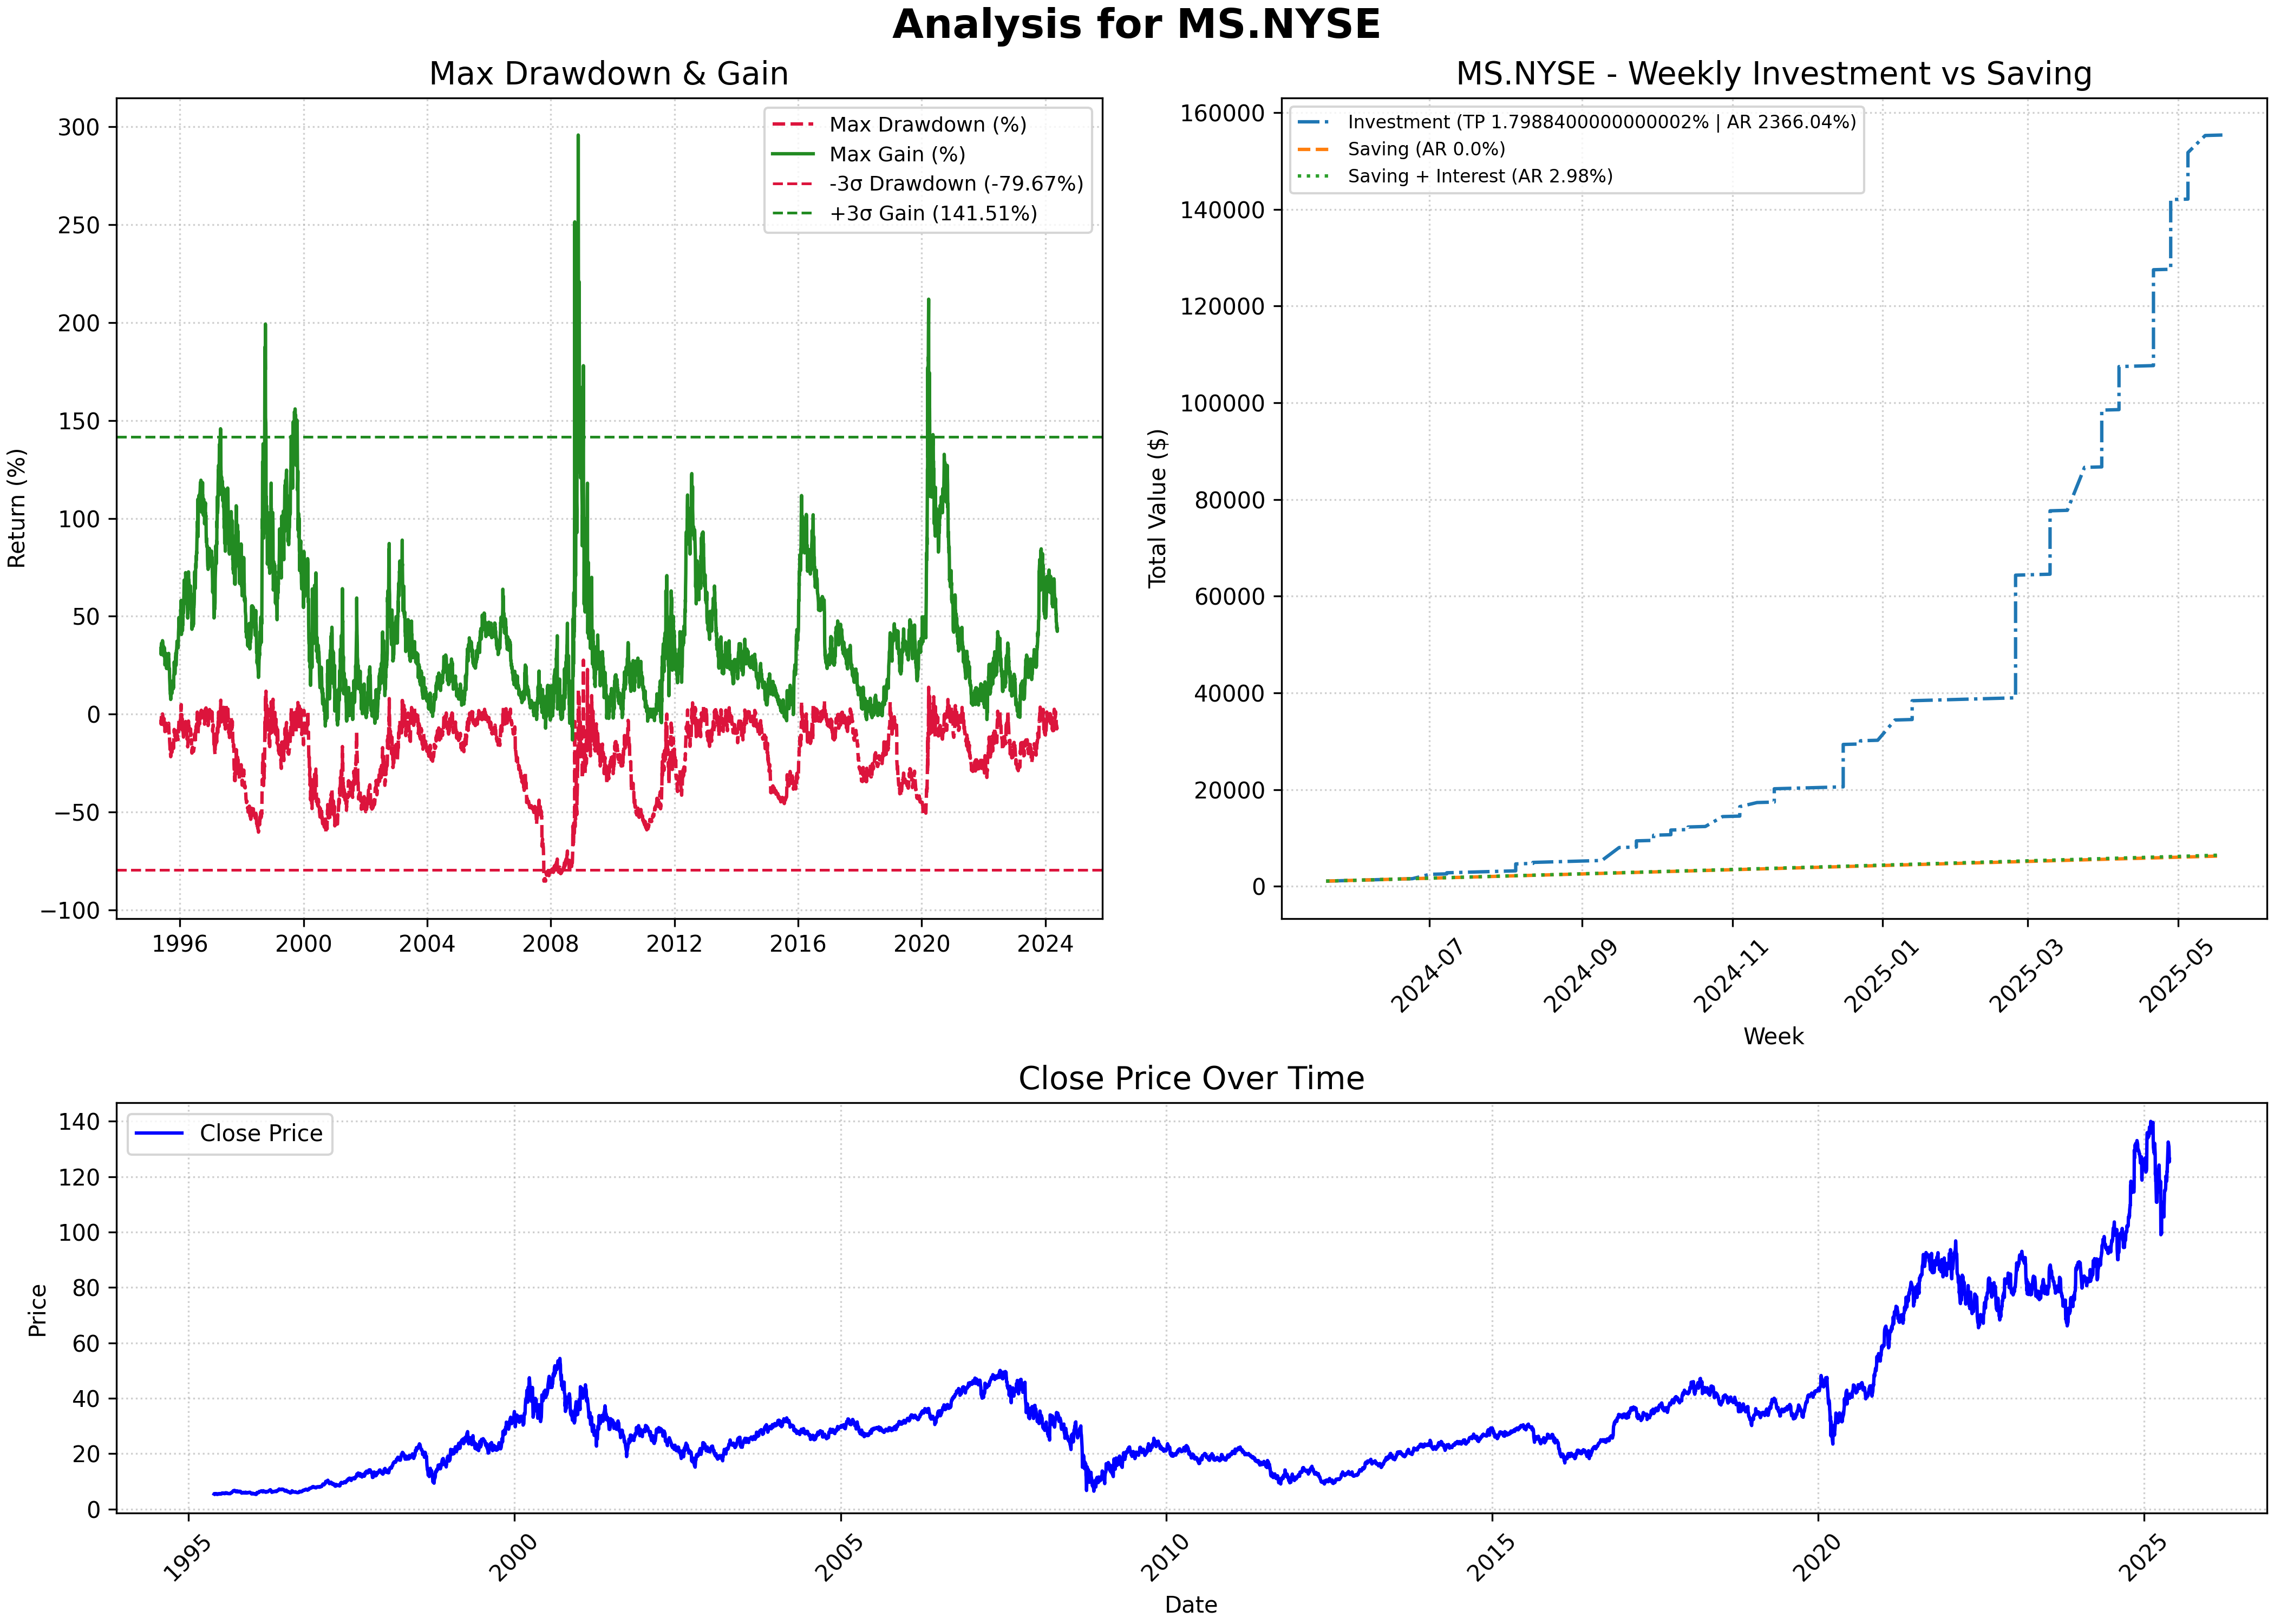 Analysis for MS.NYSE
Max Drawdown & Gain
Return (%)
300
250
200
150
100
50
0
−50
−100
1996 2000 2004 2008 2012 2016 2020 2024
Max Drawdown (%)
Max Gain (%)
-3σ Drawdown (-79.67%)
+3σ Gain (141.51%)
MS.NYSE - Weekly Investment vs Saving
Total Value ($)
160000
140000
120000
100000
80000
60000
40000
20000
0
Investment (TP 1.7988400000000002% | AR 2366.04%)
Saving (AR 0.0%)
Saving + Interest (AR 2.98%)
2024-07 2024-09 2024-11 2025-01 2025-03 2025-05
Week
Close Price Over Time
Price
140
120
100
80
60
40
20
0
Close Price
1995 2000 2005 2010 2015 2020 2025
Date